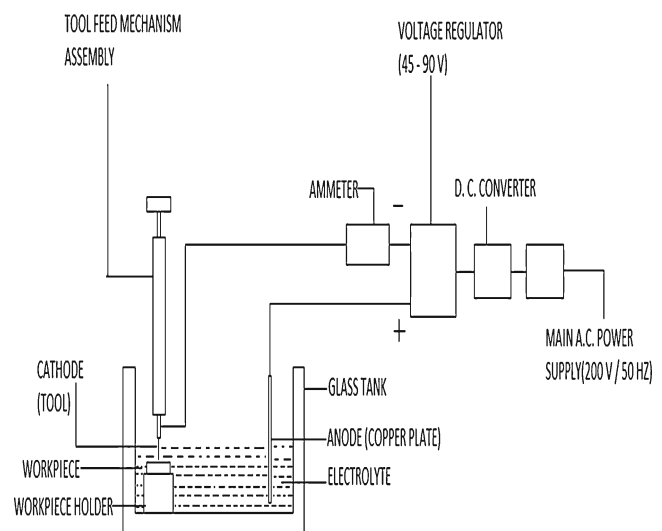 TOOL FEED MECHANISM
ASSEMBLY
VOLTAGE REGULATOR
(45 - 90 V)
AMMETER
D. C. CONVERTER
−
+
MAIN A.C. POWER
SUPPLY(200 V / 50 HZ)
CATHODE
(TOOL)
GLASS TANK
ANODE (COPPER PLATE)
WORKPIECE
ELECTROLYTE
WORKPIECE HOLDER